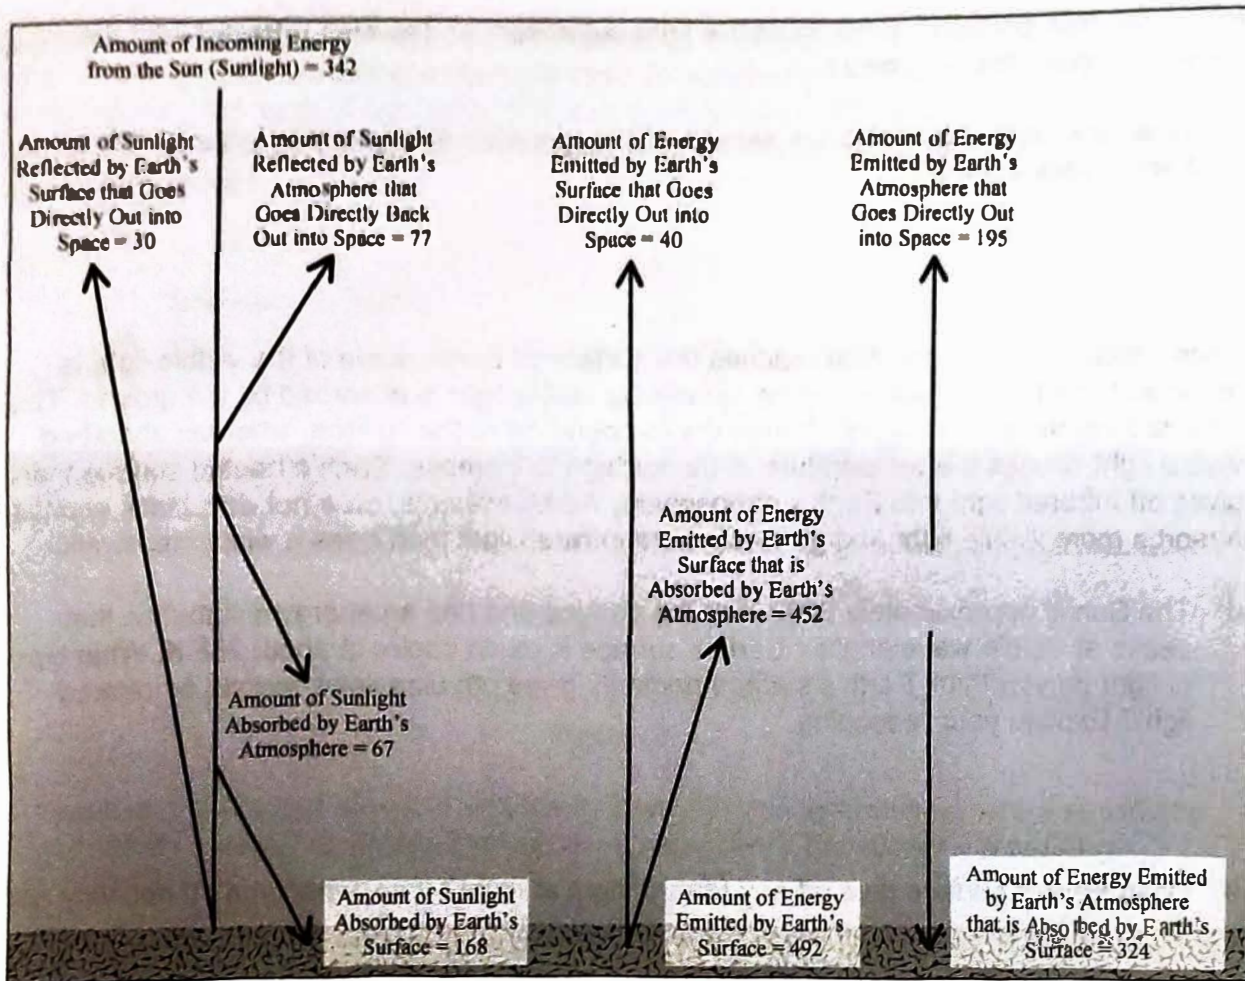 Amount of Incoming Energy
from the Sun (Sunlight) = 342
Amount of Sunlight
Reflected by Earth's
Surface that Goes
Directly Out into
Space = 30
Amount of Sunlight
Reflected by Earth's
Atmosphere that
Goes Directly Back
Out into Space = 77
Amount of Energy
Emitted by Earth's
Surface that Goes
Directly Out into
Space = 40
Amount of Energy
Emitted by Earth's
Atmosphere that
Goes Directly Out
into Space = 195
Amount of Energy
Emitted by Earth's
Surface that is
Absorbed by Earth's
Atmosphere = 452
Amount of Sunlight
Absorbed by Earth's
Atmosphere = 67
Amount of Sunlight
Absorbed by Earth's
Surface = 168
Amount of Energy
Emitted by Earth's
Surface = 492
Amount of Energy Emitted
by Earth's Atmosphere
that is Absorbed by Earth's
Surface = 324